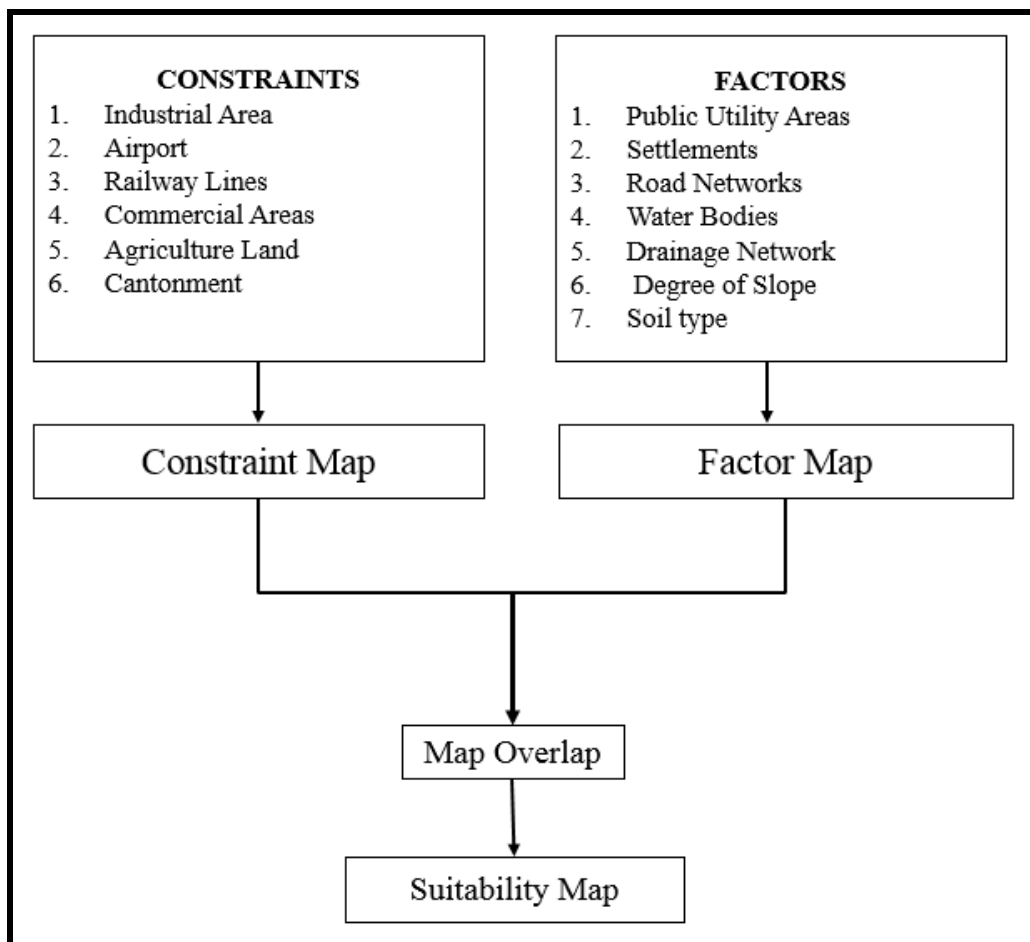 CONSTRAINTS
1. Industrial Area
2. Airport
3. Railway Lines
4. Commercial Areas
5. Agriculture Land
6. Cantonment
FACTORS
1. Public Utility Areas
2. Settlements
3. Road Networks
4. Water Bodies
5. Drainage Network
6. Degree of Slope
7. Soil type
Constraint Map
Factor Map
Map Overlap
Suitability Map